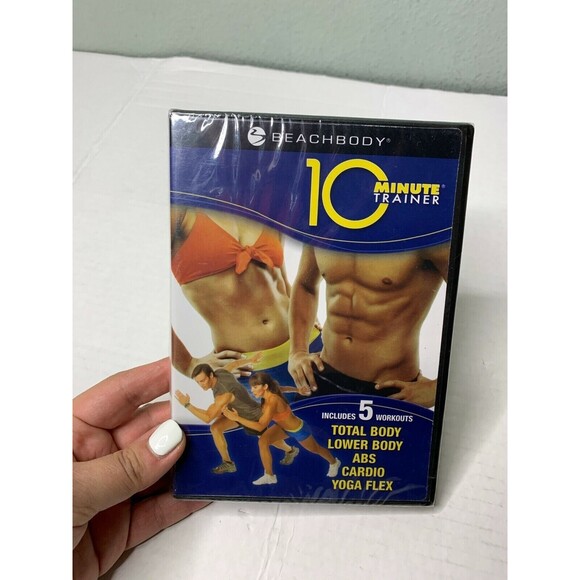 BEACHBODY®
10 MINUTE®
TRAINER
INCLUDES 5 WORKOUTS
TOTAL BODY
LOWER BODY
ABS
CARDIO
YOGA FLEX